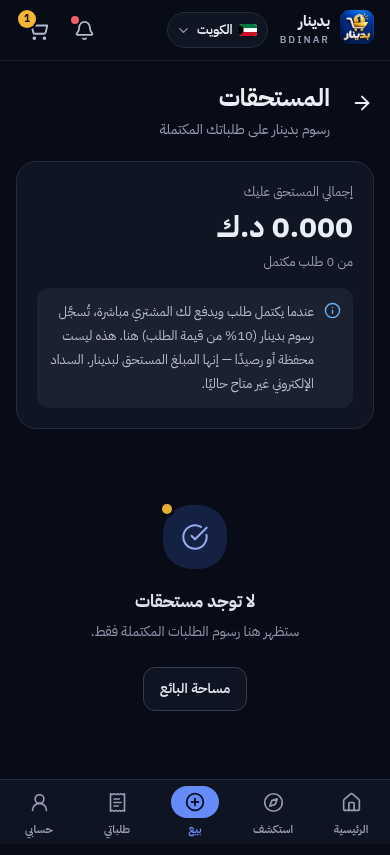 بدينار
BDINAR
بدينار
1
الكويت
1
المستحقات
رسوم بدينار على طلباتك المكتملة
إجمالي المستحق عليك
0.000 د.ك
من 0 طلب مكتمل
عندما يكتمل طلب ويدفع لك المشتري مباشرة، تُسجَّل
رسوم بدينار (10% من قيمة الطلب) هنا. هذه ليست
محفظة أو رصيدًا — إنها المبلغ المستحق لبدينار. السداد
الإلكتروني غير متاح حاليًا.
لا توجد مستحقات
ستظهر هنا رسوم الطلبات المكتملة فقط.
مساحة البائع
الرئيسية
استكشف
بيع
طلباتي
حسابي